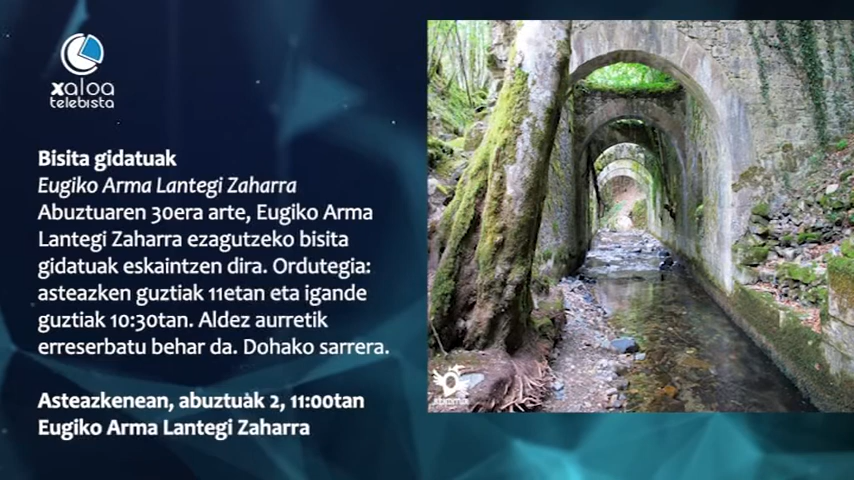 xaloa
telebista
Bisita gidatuak
Eugiko Arma Lantegi Zaharra
Abuztuaren 30era arte, Eugiko Arma
Lantegi Zaharra ezagutzeko bisita
gidatuak eskaintzen dira. Ordutegia:
asteazken guztiak 11etan eta igande
guztiak 10:30tan. Aldez aurretik
erreserbatu behar da. Dohako sarrera.
Asteazkenean, abuztuak 2, 11:00tan
Eugiko Arma Lantegi Zaharra